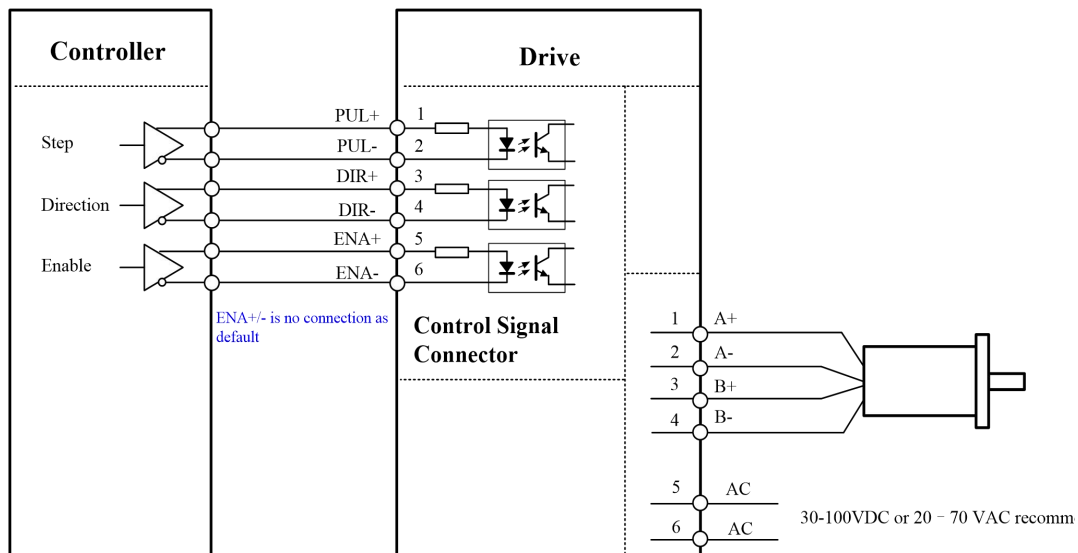 Controller
Drive
Step
Direction
Enable
PUL+
PUL-
DIR+
DIR-
ENA+
ENA-
1
2
3
4
5
6
ENA+/- is no connection as
default
Control Signal
Connector
1 A+
2 A-
3 B+
4 B-
5 AC
6 AC
30-100VDC or 20 - 70 VAC